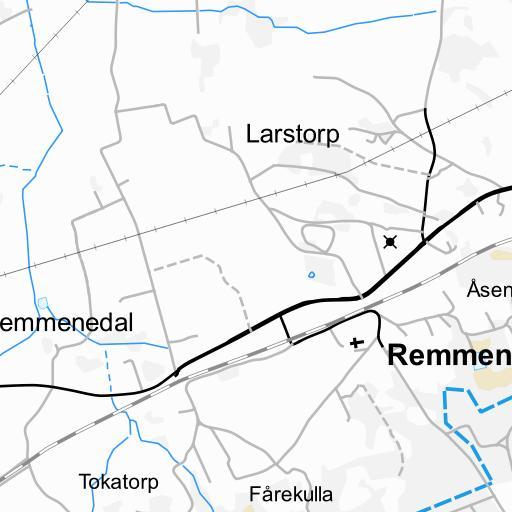 Larstorp
Åsen
emmenedal
Remmen
Tokatorp
Fårekulla